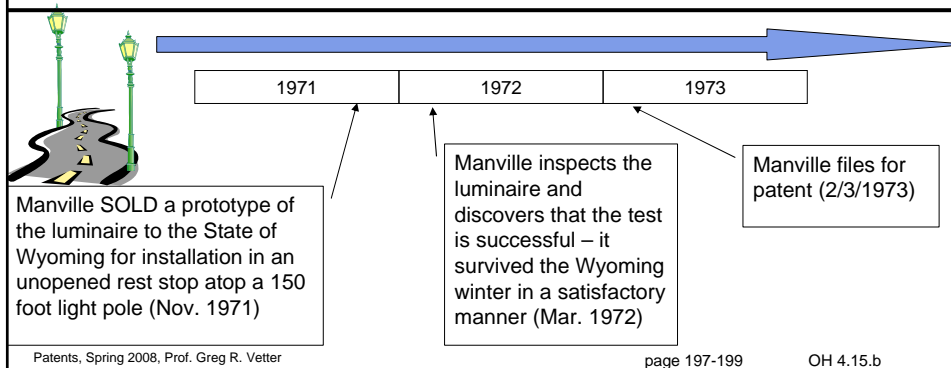 1971
1972
1973
Manville SOLD a prototype of
the luminaire to the State of
Wyoming for installation in an
unopened rest stop atop a 150
foot light pole (Nov. 1971)
Manville inspects the
luminaire and
discovers that the test
is successful – it
survived the Wyoming
winter in a satisfactory
manner (Mar. 1972)
Manville files for
patent (2/3/1973)
Patents, Spring 2008, Prof. Greg R. Vetter
page 197-199
OH 4.15.b